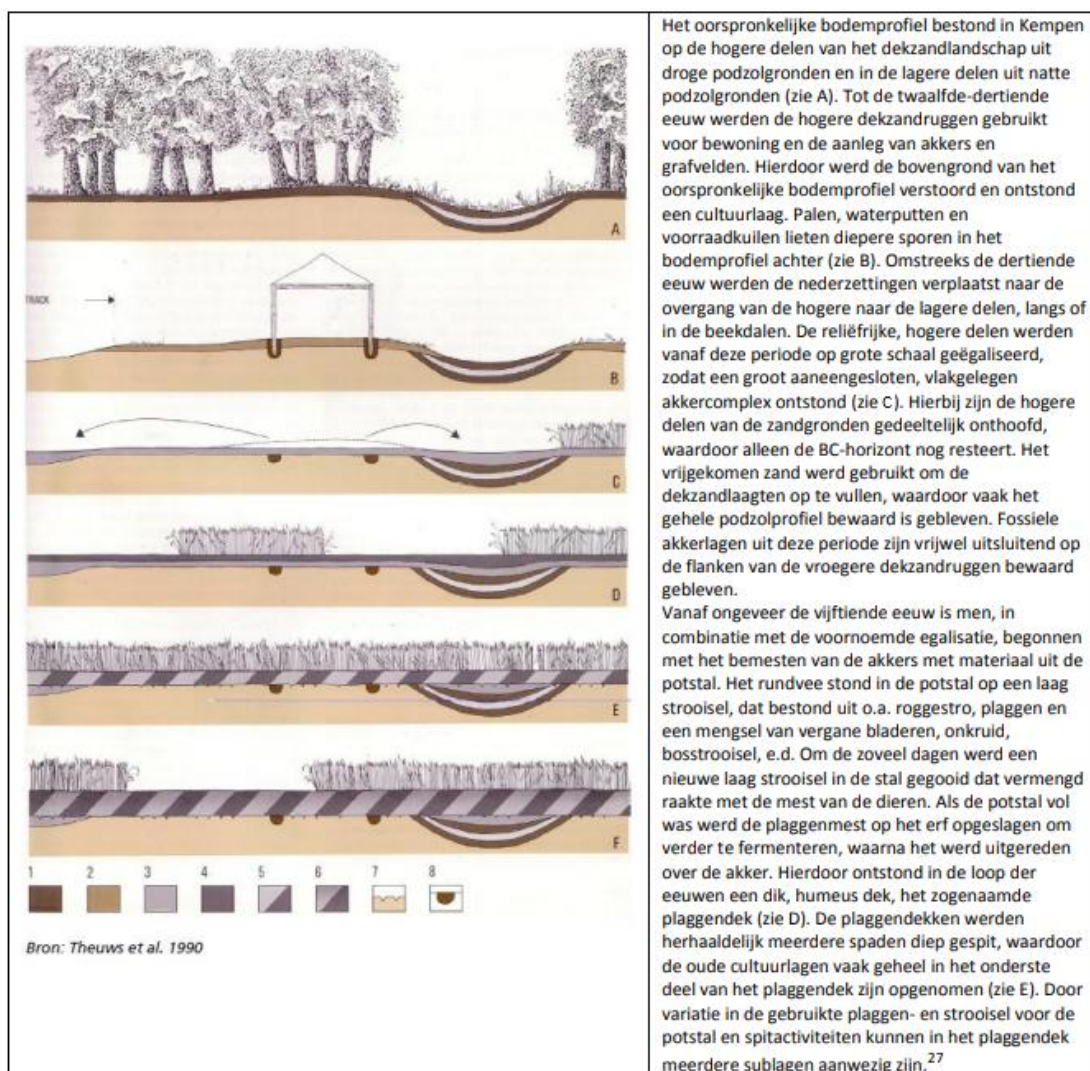 A
TRACK
B
C
D
E
F
1 2 3 4 5 6 7 8
Bron: Theuws et al. 1990
Het oorspronkelijke bodemprofiel bestond in Kempen
op de hogere delen van het dekzandlandschap uit
droge podzolgronden en in de lagere delen uit natte
podzolgronden (zie A). Tot de twaalfde-dertiende
eeuw werden de hogere dekzandruggen gebruikt
voor bewoning en de aanleg van akkers en
grafvelden. Hierdoor werd de bovengrond van het
oorspronkelijke bodemprofiel verstoord en ontstond
een cultuurlaag. Palen, waterputten en
voorraadkuilen lieten diepere sporen in het
bodemprofiel achter (zie B). Omstreeks de dertiende
eeuw werden de nederzettingen verplaatst naar de
overgang van de hogere naar de lagere delen, langs of
in de beekdalen. De reliëfrijke, hogere delen werden
vanaf deze periode op grote schaal geëgaliseerd,
zodat een groot aaneengesloten, vlakgelegen
akkercomplex ontstond (zie C). Hierbij zijn de hogere
delen van de zandgronden gedeeltelijk onthoofd,
waardoor alleen de BC-horizont nog resteert. Het
vrijgekomen zand werd gebruikt om de
dekzandlaagten op te vullen, waardoor vaak het
gehele podzolprofiel bewaard is gebleven. Fossiele
akkerlagen uit deze periode zijn vrijwel uitsluitend op
de flanken van de vroegere dekzandruggen bewaard
gebleven.
Vanaf ongeveer de vijftiende eeuw is men, in
combinatie met de voornoemde egalisatie, begonnen
met het bemesten van de akkers met materiaal uit de
potstal. Het rundvee stond in de potstal op een laag
strooisel, dat bestond uit o.a. roggestro, plaggen en
een mengsel van vergane bladeren, onkruid,
bosstrooisel, e.d. Om de zoveel dagen werd een
nieuwe laag strooisel in de stal gegooid dat vermengd
raakte met de mest van de dieren. Als de potstal vol
was werd de plaggenmest op het erf opgeslagen om
verder te fermenteren, waarna het werd uitgereden
over de akker. Hierdoor ontstond in de loop der
eeuwen een dik, humeus dek, het zogenaamde
plaggendek (zie D). De plaggendekken werden
herhaaldelijk meerdere spaden diep gespit, waardoor
de oude cultuurlagen vaak geheel in het onderste
deel van het plaggendek zijn opgenomen (zie E). Door
variatie in de gebruikte plaggen- en strooisel voor de
potstal en spitactiviteiten kunnen in het plaggendek
meerdere sublagen aanwezig zijn.27